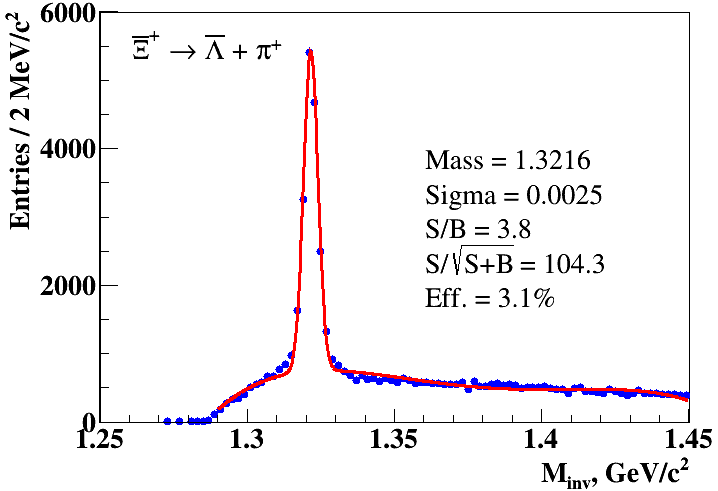 6000
4000
2000
0
Entries / 2 MeV/c²
Ξ̅⁺ → Λ̅ + π⁺
Mass = 1.3216
Sigma = 0.0025
S/B = 3.8
S/√S+B = 104.3
Eff. = 3.1%
1.25 1.3 1.35 1.4 1.45
M_inv, GeV/c²